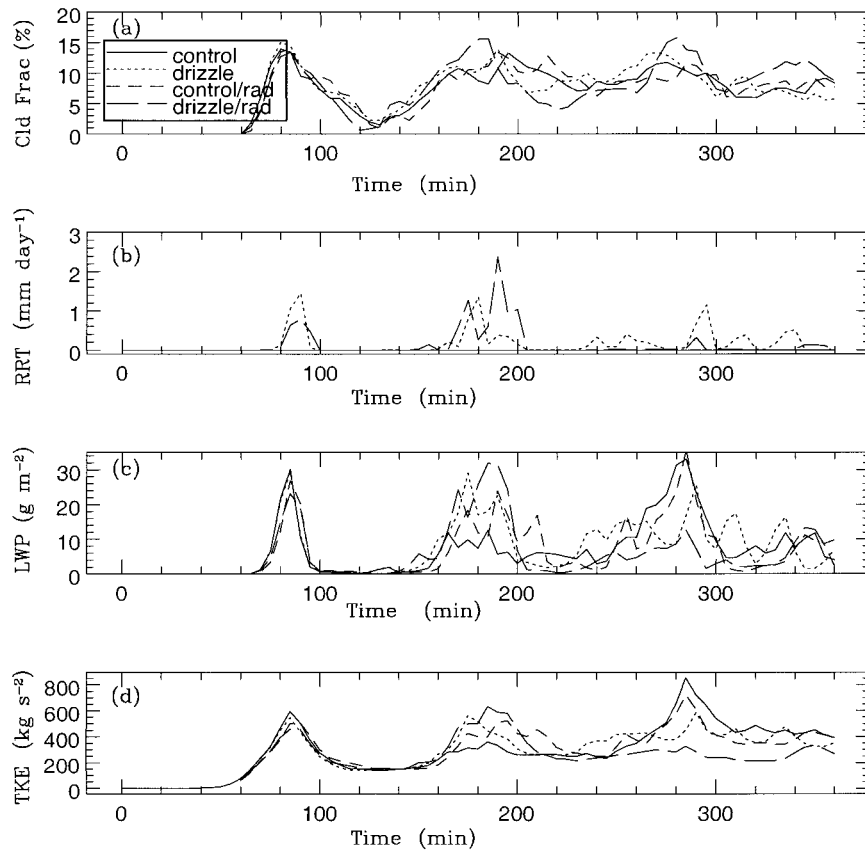 (a)
Cld Frac (%)
20
15
10
5
0
control
drizzle
control/rad
drizzle/rad
0 100 200 300
Time (min)
(b)
RRT (mm day⁻¹)
3
2
1
0
0 100 200 300
Time (min)
(c)
LWP (g m⁻²)
30
20
10
0
0 100 200 300
Time (min)
(d)
TKE (kg s⁻²)
800
600
400
200
0
0 100 200 300
Time (min)